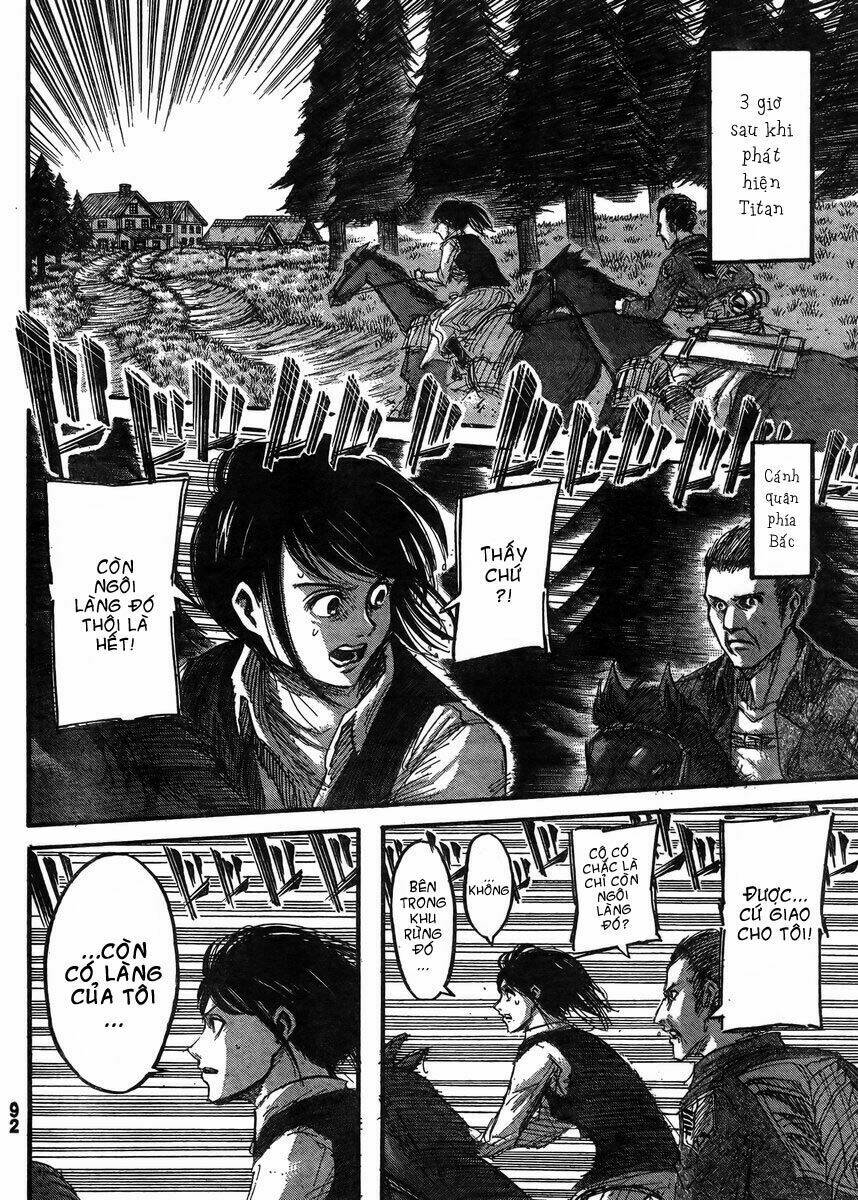 3 giờ
sau khi
phát
hiện
Titan
Cánh
quân
phía
Bấc
THẤY
CHỨ
?!
CÒN
NGÔI
LÀNG ĐÓ
THÔI LÀ
HẾT!
ĐƯỢC...
CỨ GIAO
CHO TÔI!
CÔ CÓ
CHẮC LÀ
CHỈ CÒN
NGÔI
LÀNG
ĐÓ?
...
KHÔNG
BÊN
TRONG
KHU
RỪNG
ĐÓ
...
...CÒN
CÓ LÀNG
CỦA TÔI
...
92